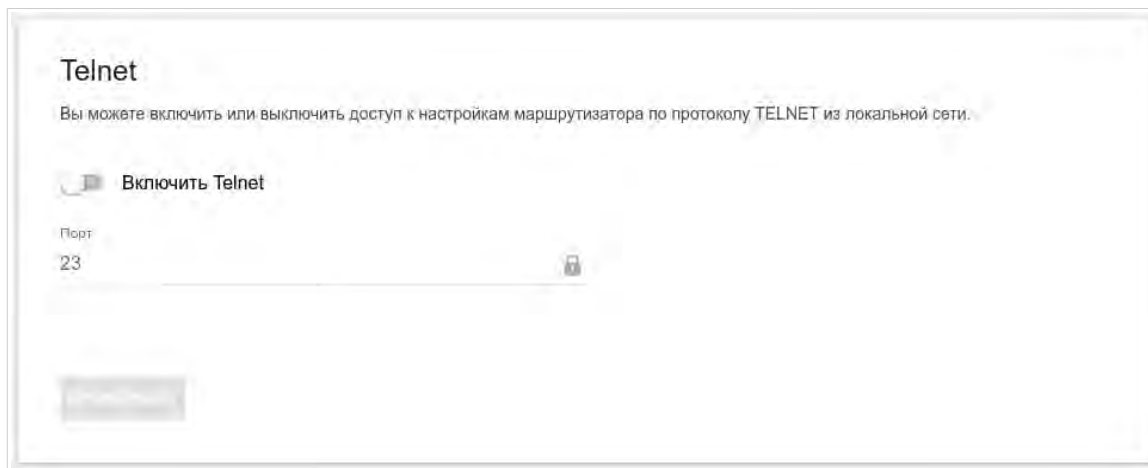 Telnet
Вы можете включить или выключить доступ к настройкам маршрутизатора по протоколу TELNET из локальной сети.
Включить Telnet
Порт
23